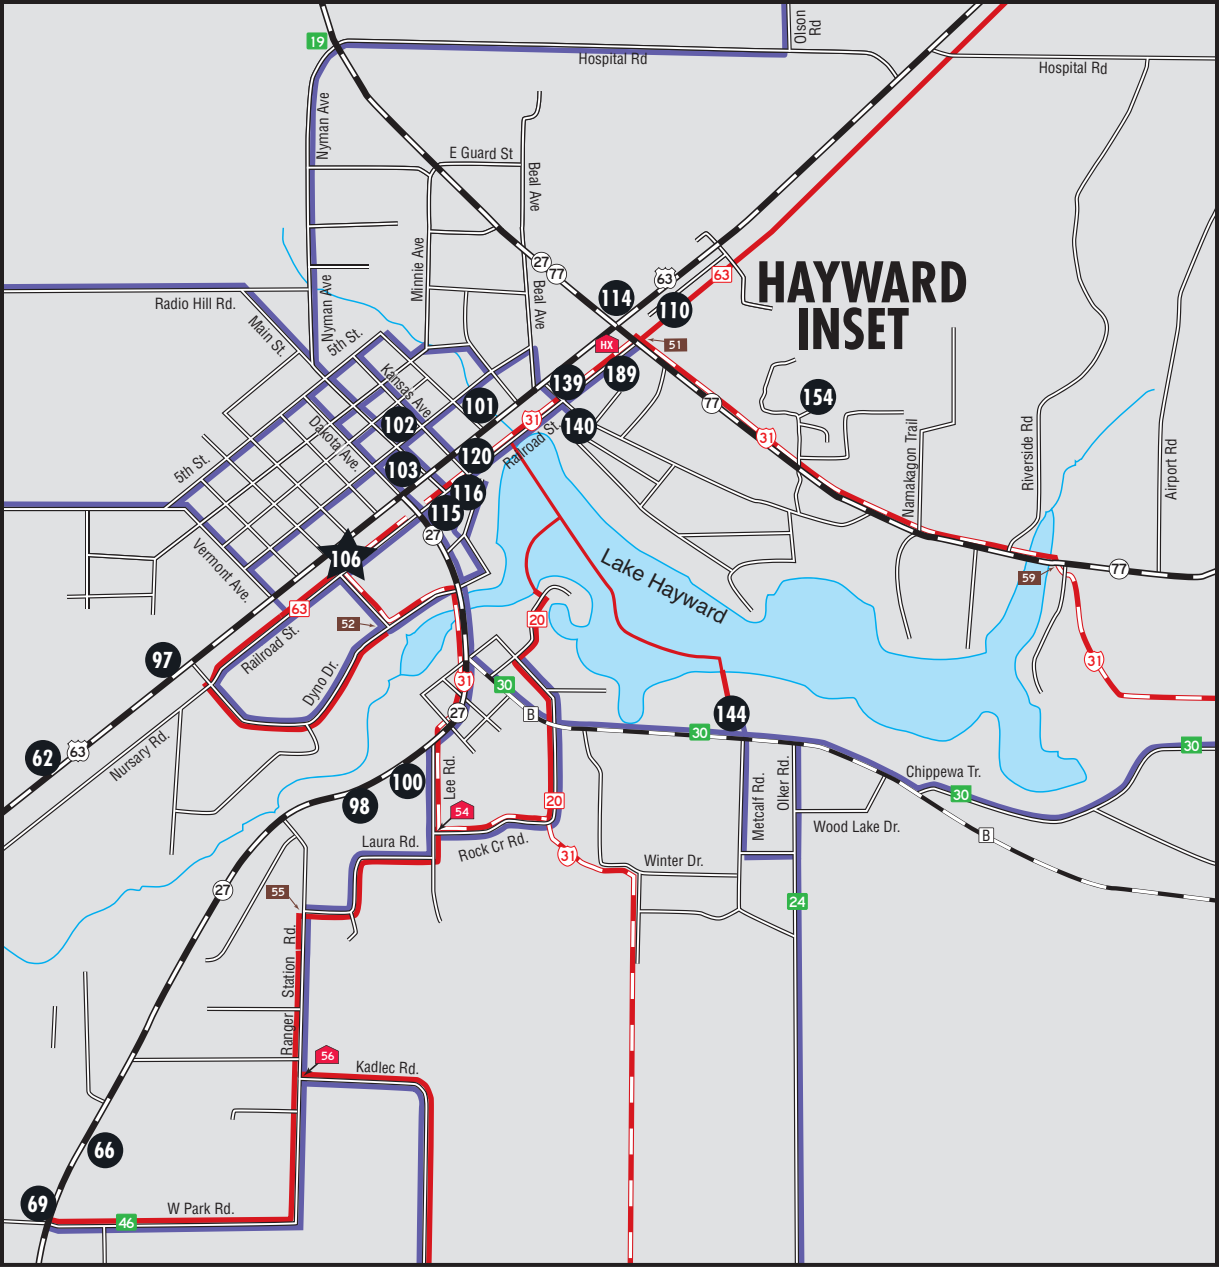 Olson
Rd
19
Hospital Rd
Hospital Rd
Nyman Ave
E Guard St
Beal Ave
Minnie Ave
27
77
63
63
HAYWARD
INSET
Radio Hill Rd.
Nyman Ave
Beal Ave
114
110
Main St.
5th St.
HX
51
189
139
Kansas Ave
101
102
31
140
77
154
31
Dakota Ave.
Railroad St.
120
103
5th St.
116
115
27
Namakagon Trail
Riverside Rd
Airport Rd
Vermont Ave.
106
Lake Hayward
77
59
63
52
20
Railroad St.
97
Dyno Dr.
31
30
27
B
31
144
30
30
62
63
Nursary Rd.
100
98
Lee Rd.
54
20
Metcalf Rd.
Olker Rd.
Chippewa Tr.
30
Wood Lake Dr.
B
Laura Rd.
Rock Cr Rd.
31
Winter Dr.
27
55
24
Ranger Station Rd.
56
Kadlec Rd.
66
69
W Park Rd.
46